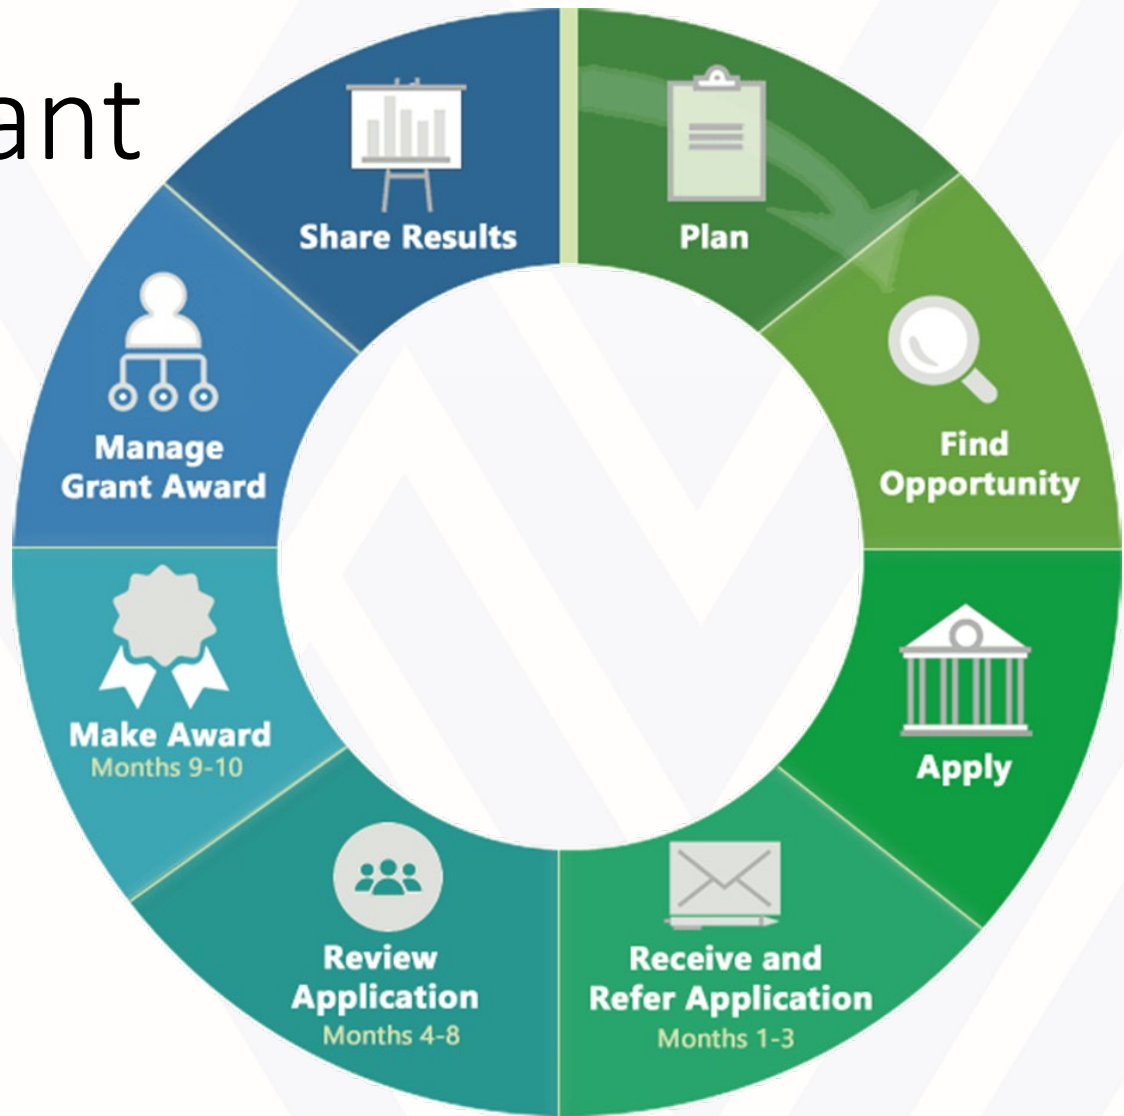 ant
Plan
Find
Opportunity
Apply
Receive and
Refer Application
Months 1-3
Review
Application
Months 4-8
Make Award
Months 9-10
Manage
Grant Award
Share Results